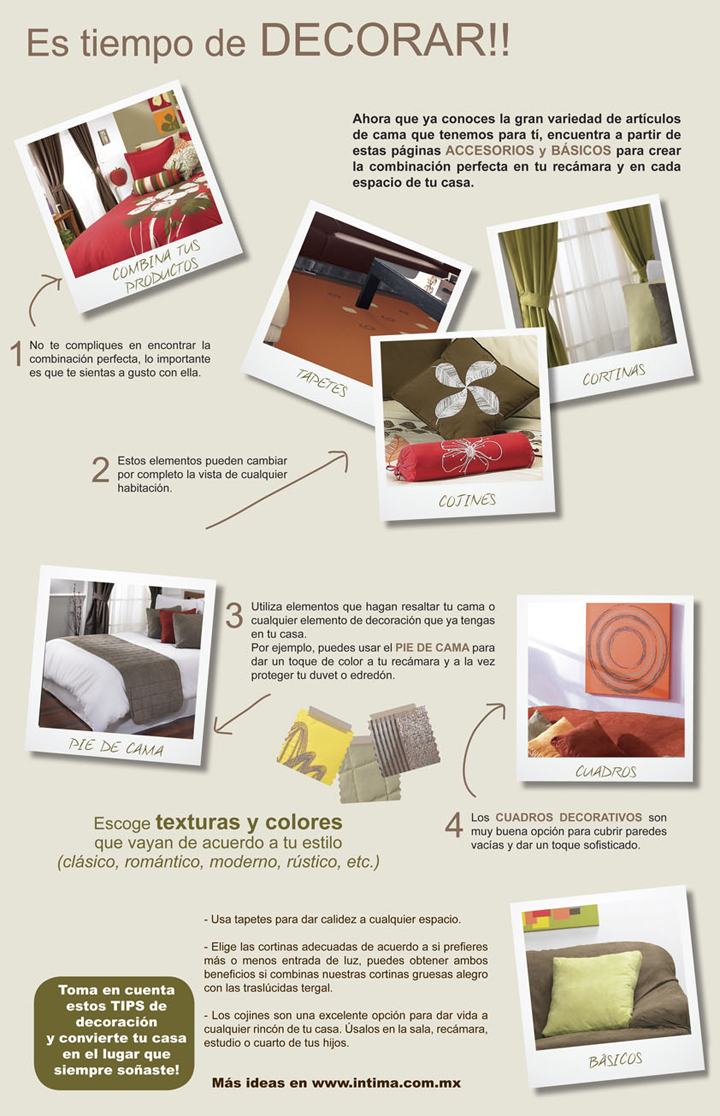 Es tiempo de DECORAR!!
Ahora que ya conoces la gran variedad de artículos
de cama que tenemos para tí, encuentra a partir de
estas páginas ACCESORIOS y BÁSICOS para crear
la combinación perfecta en tu recámara y en cada
espacio de tu casa.
COMBINA TUS
PRODUCTOS
1
No te compliques en encontrar la
combinación perfecta, lo importante
es que te sientas a gusto con ella.
TAPETES
CORTINAS
COJINES
2
Estos elementos pueden cambiar
por completo la vista de cualquier
habitación.
PIE DE CAMA
3
Utiliza elementos que hagan resaltar tu cama o
cualquier elemento de decoración que ya tengas
en tu casa.
Por ejemplo, puedes usar el PIE DE CAMA para
dar un toque de color a tu recámara y a la vez
proteger tu duvet o edredón.
CUADROS
4
Los CUADROS DECORATIVOS son
muy buena opción para cubrir paredes
vacías y dar un toque sofisticado.
Escoge texturas y colores
que vayan de acuerdo a tu estilo
(clásico, romántico, moderno, rústico, etc.)
- Usa tapetes para dar calidez a cualquier espacio.
- Elige las cortinas adecuadas de acuerdo a si prefieres
más o menos entrada de luz, puedes obtener ambos
beneficios si combinas nuestras cortinas gruesas alegro
con las traslúcidas tergal.
- Los cojines son una excelente opción para dar vida a
cualquier rincón de tu casa. Úsalos en la sala, recámara,
estudio o cuarto de tus hijos.
Toma en cuenta
estos TIPS de
decoración
y convierte tu casa
en el lugar que
siempre soñaste!
BÁSICOS
Más ideas en www.intima.com.mx